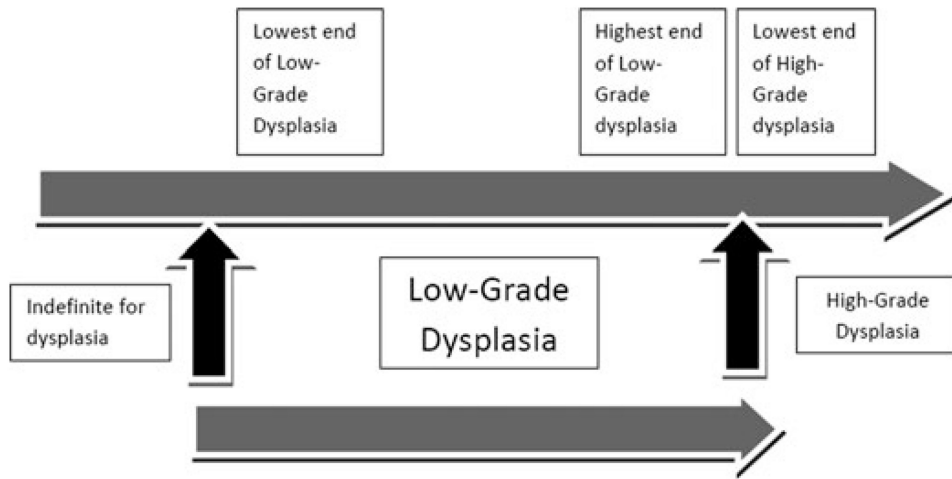 Lowest end
of Low-
Grade
Dysplasia
Highest end
of Low-
Grade
dysplasia
Lowest end
of High-
Grade
dysplasia
Indefinite for
dysplasia
Low-Grade
Dysplasia
High-Grade
Dysplasia